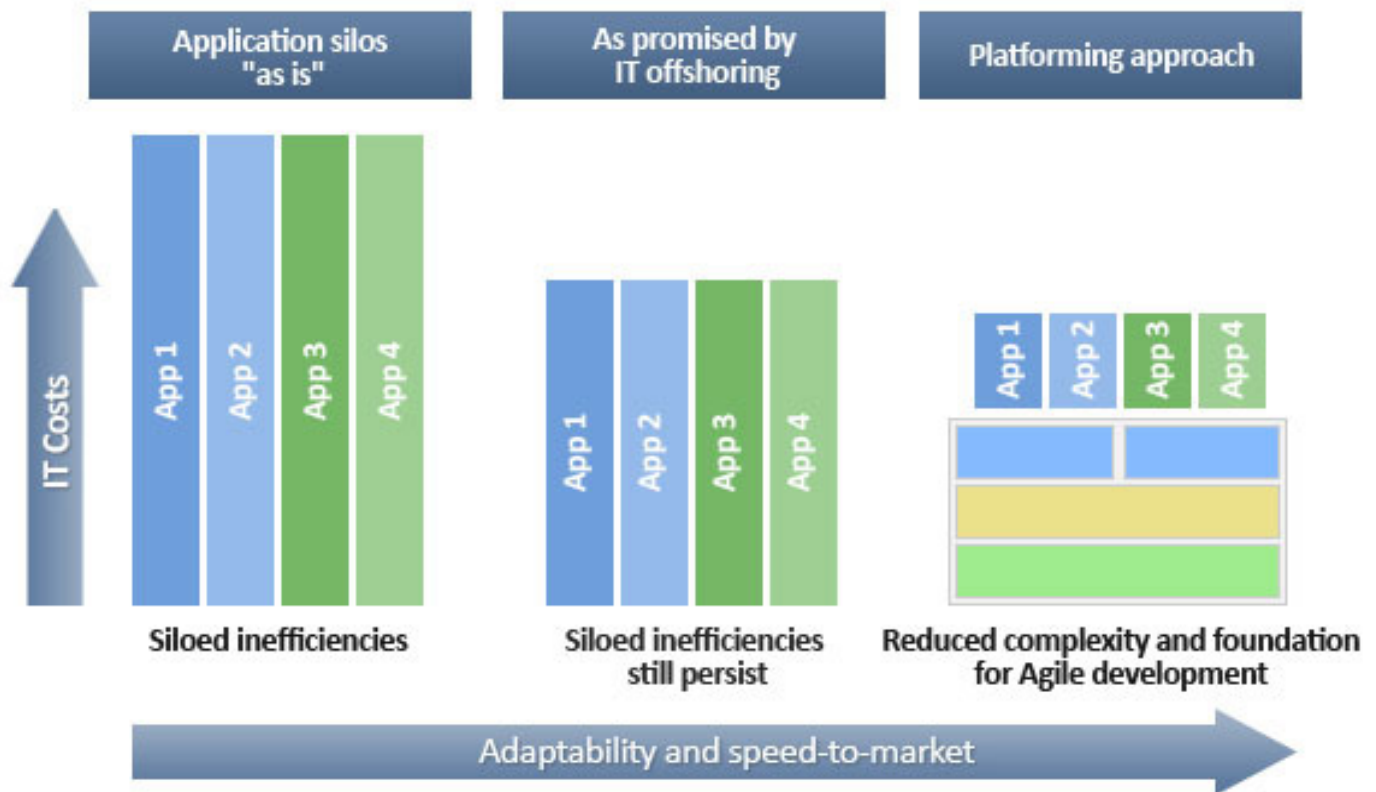 Application silos
"as is"
As promised by
IT offshoring
Platforming approach
IT Costs
App 1
App 2
App 3
App 4
App 1
App 2
App 3
App 4
App 1
App 2
App 3
App 4
Siloed inefficiencies
Siloed inefficiencies
still persist
Reduced complexity and foundation
for Agile development
Adaptability and speed-to-market